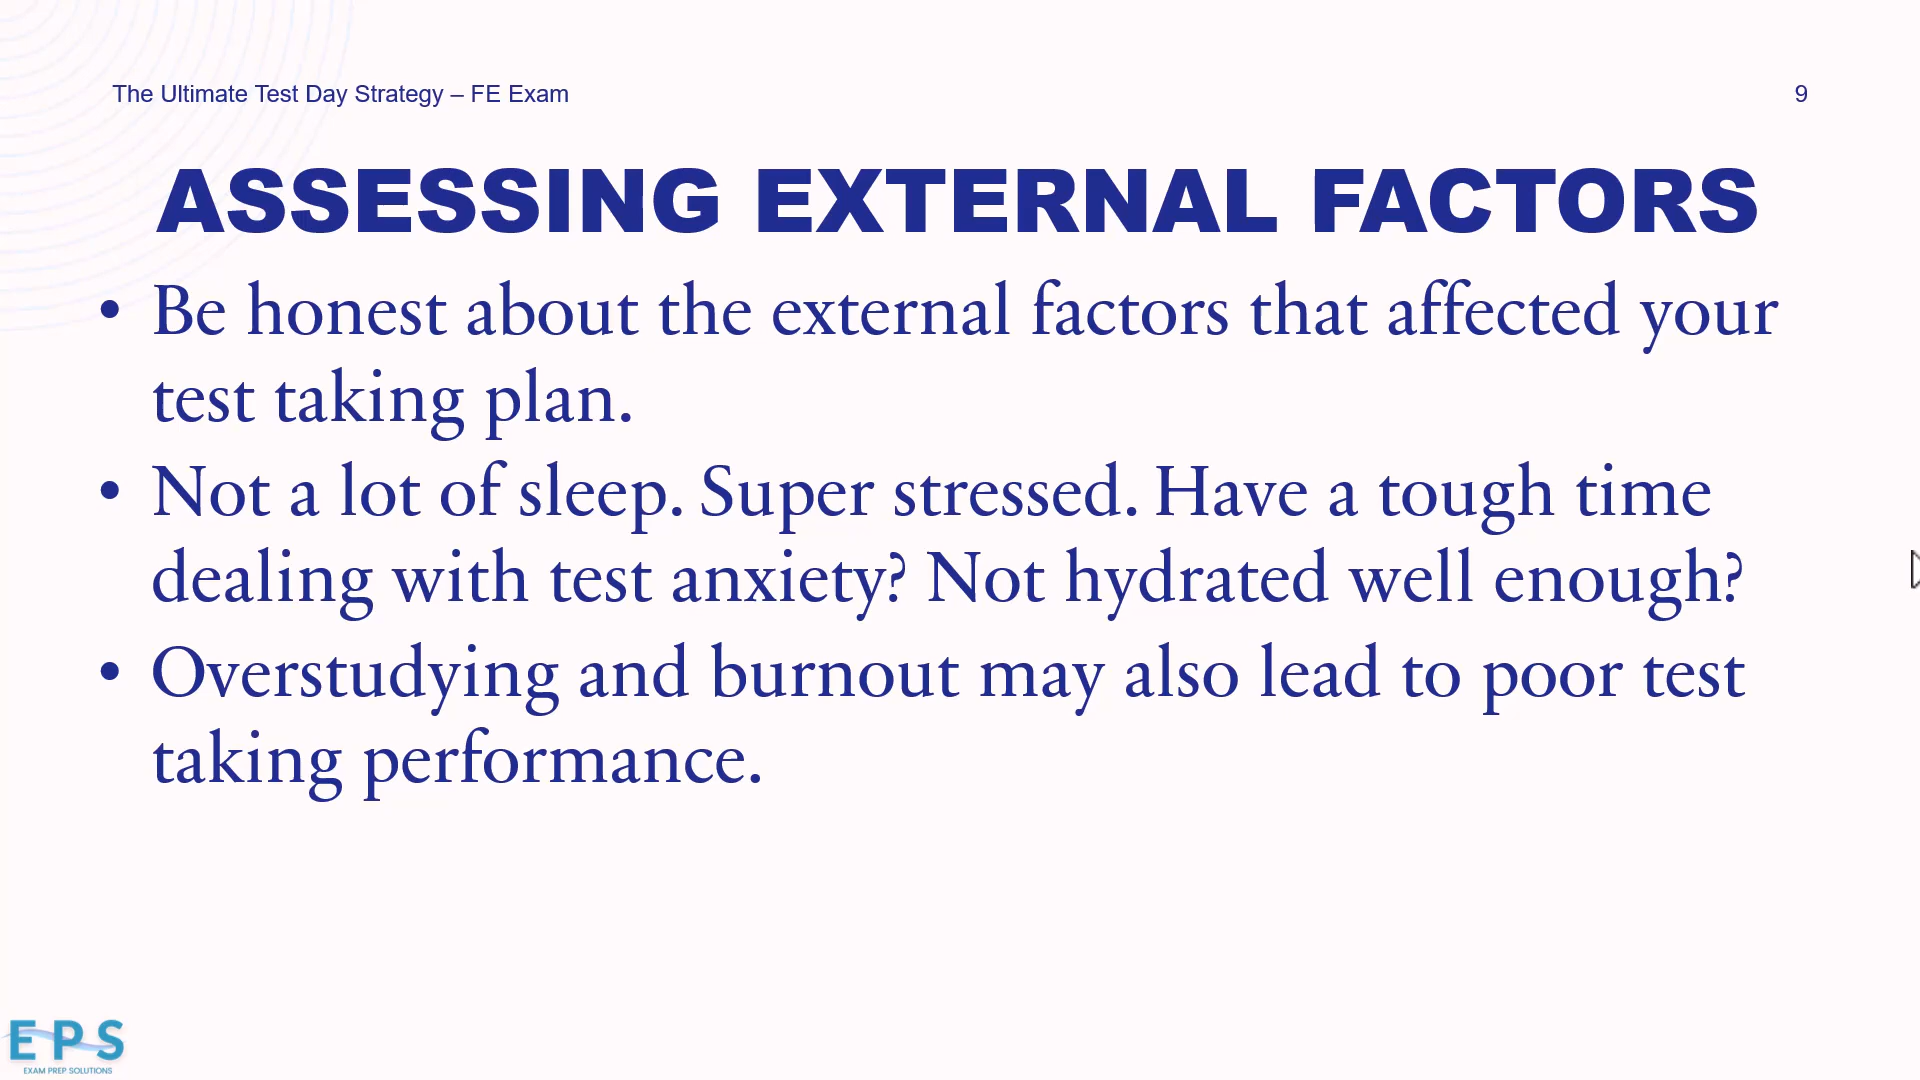 The Ultimate Test Day Strategy – FE Exam
9
ASSESSING EXTERNAL FACTORS
• Be honest about the external factors that affected your
test taking plan.
• Not a lot of sleep. Super stressed. Have a tough time
dealing with test anxiety? Not hydrated well enough?
• Overstudying and burnout may also lead to poor test
taking performance.
EPS
EXAM PREP SOLUTIONS